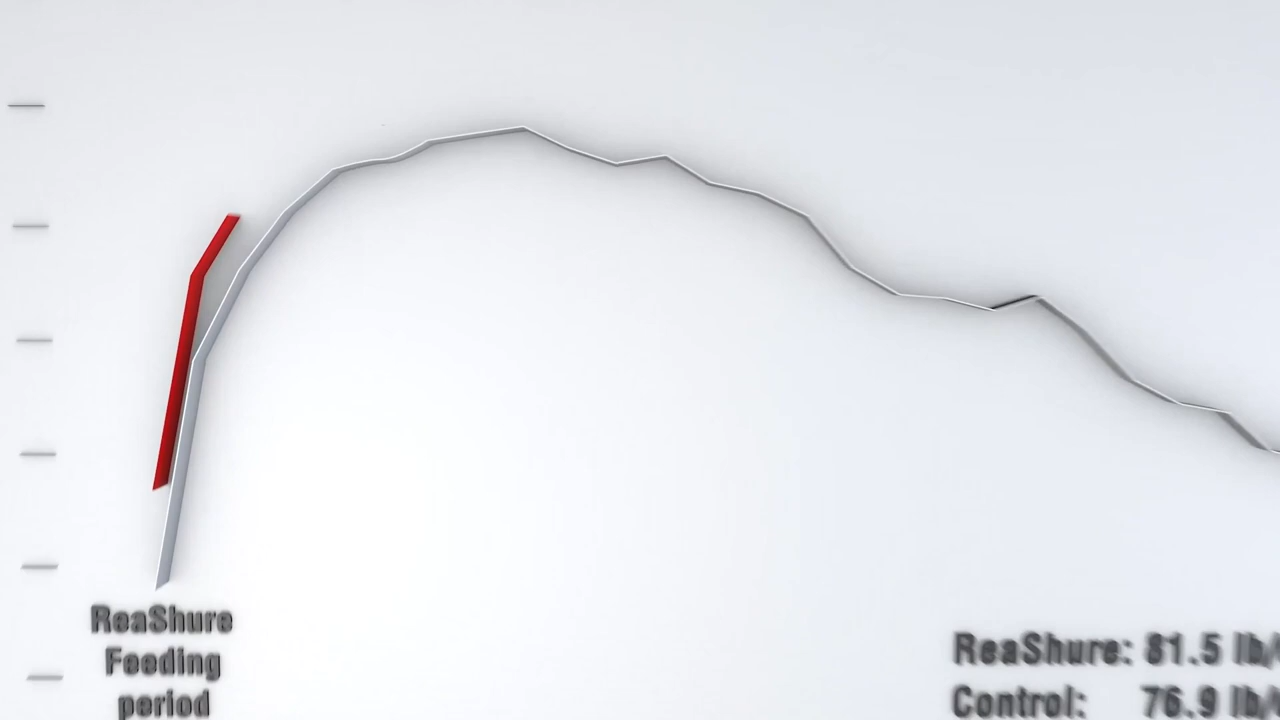 ReaShure
Feeding
period
ReaShure: 81.5 lb/
Control: 76.9 lb/